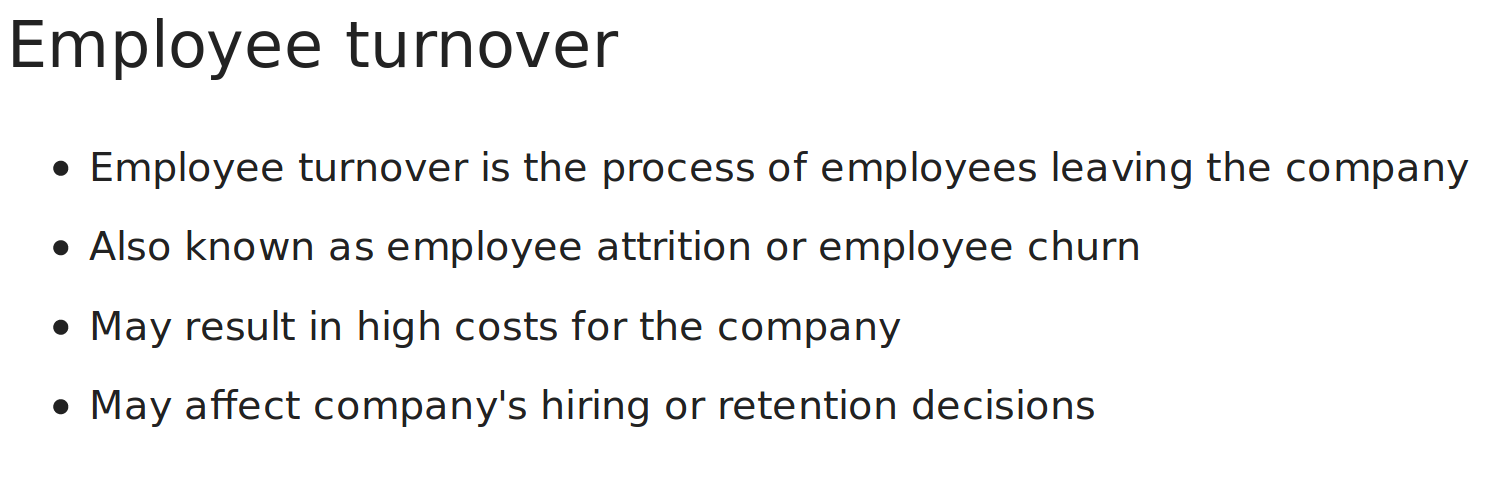 Employee turnover
• Employee turnover is the process of employees leaving the company
• Also known as employee attrition or employee churn
• May result in high costs for the company
• May affect company's hiring or retention decisions